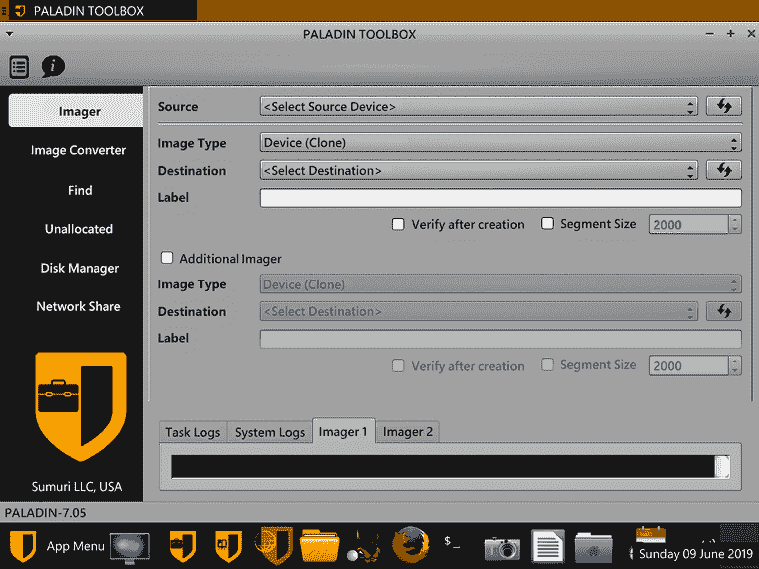 PALADIN TOOLBOX
PALADIN TOOLBOX
Imager
Image Converter
Find
Unallocated
Disk Manager
Network Share
Sumuri LLC, USA
Source <Select Source Device>
Image Type Device (Clone)
Destination <Select Destination>
Label
Verify after creation Segment Size 2000
Additional Imager
Image Type Device (Clone)
Destination <Select Destination>
Label
Verify after creation Segment Size 2000
Task Logs System Logs Imager 1 Imager 2
PALADIN-7.05
App Menu $_ Sunday 09 June 2019